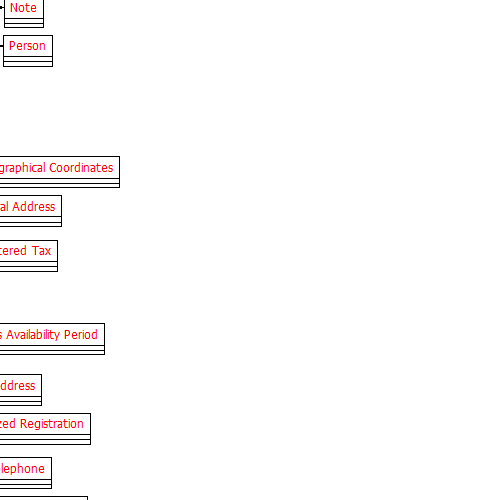 Note
Person
graphical Coordinates
al Address
tered Tax
s Availability Period
ddress
zed Registration
lephone